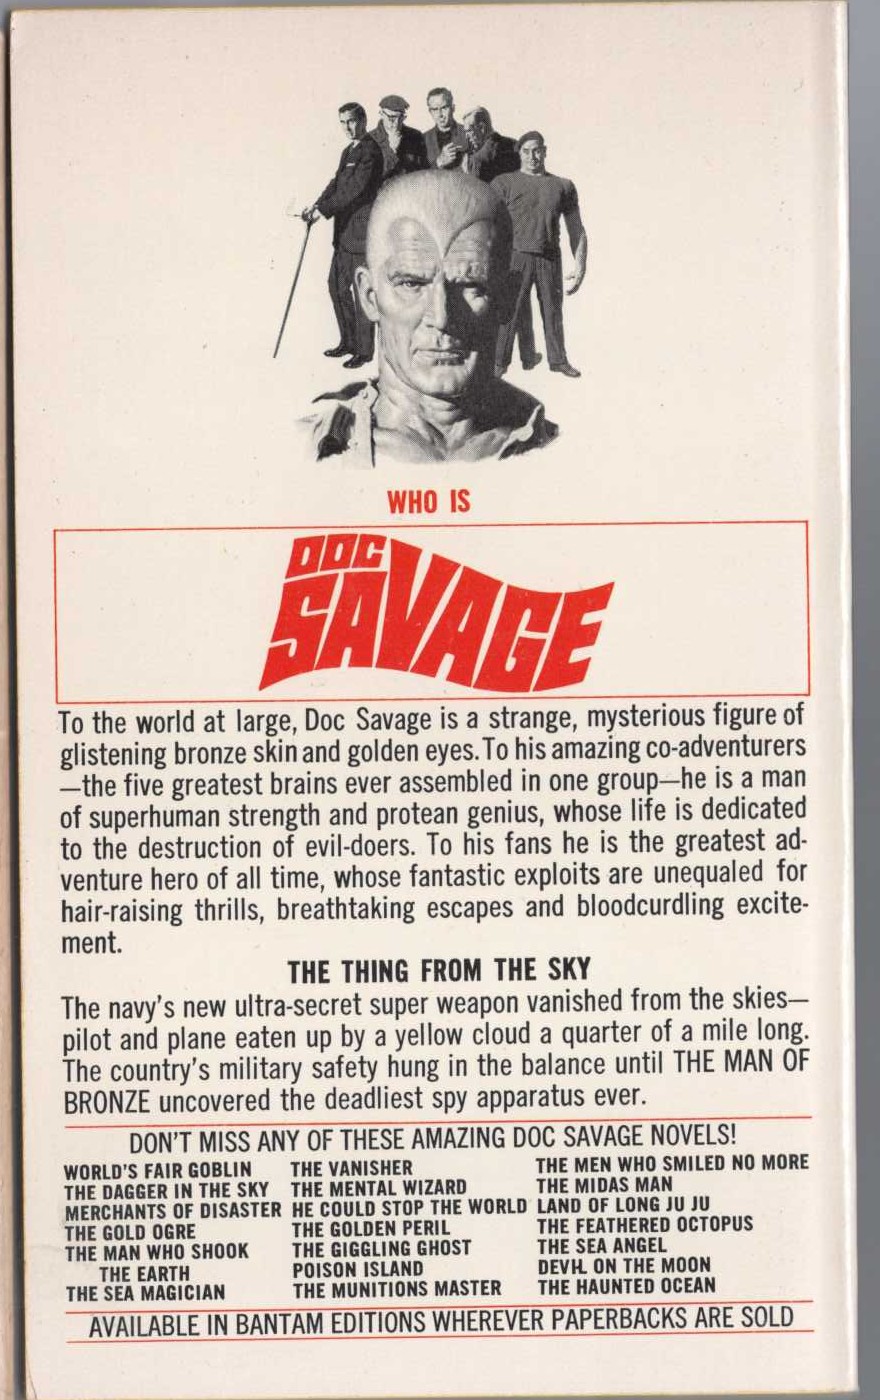 WHO IS
DOC
SAVAGE
To the world at large, Doc Savage is a strange, mysterious figure of
glistening bronze skin and golden eyes. To his amazing co-adventurers
—the five greatest brains ever assembled in one group—he is a man
of superhuman strength and protean genius, whose life is dedicated
to the destruction of evil-doers. To his fans he is the greatest ad-
venture hero of all time, whose fantastic exploits are unequaled for
hair-raising thrills, breathtaking escapes and bloodcurdling excite-
ment.
THE THING FROM THE SKY
The navy's new ultra-secret super weapon vanished from the skies—
pilot and plane eaten up by a yellow cloud a quarter of a mile long.
The country's military safety hung in the balance until THE MAN OF
BRONZE uncovered the deadliest spy apparatus ever.
DON'T MISS ANY OF THESE AMAZING DOC SAVAGE NOVELS!
WORLD'S FAIR GOBLIN
THE DAGGER IN THE SKY
MERCHANTS OF DISASTER
THE GOLD OGRE
THE MAN WHO SHOOK
THE EARTH
THE SEA MAGICIAN
THE VANISHER
THE MENTAL WIZARD
HE COULD STOP THE WORLD
THE GOLDEN PERIL
THE GIGGLING GHOST
POISON ISLAND
THE MUNITIONS MASTER
THE MEN WHO SMILED NO MORE
THE MIDAS MAN
LAND OF LONG JU JU
THE FEATHERED OCTOPUS
THE SEA ANGEL
DEVIL ON THE MOON
THE HAUNTED OCEAN
AVAILABLE IN BANTAM EDITIONS WHEREVER PAPERBACKS ARE SOLD